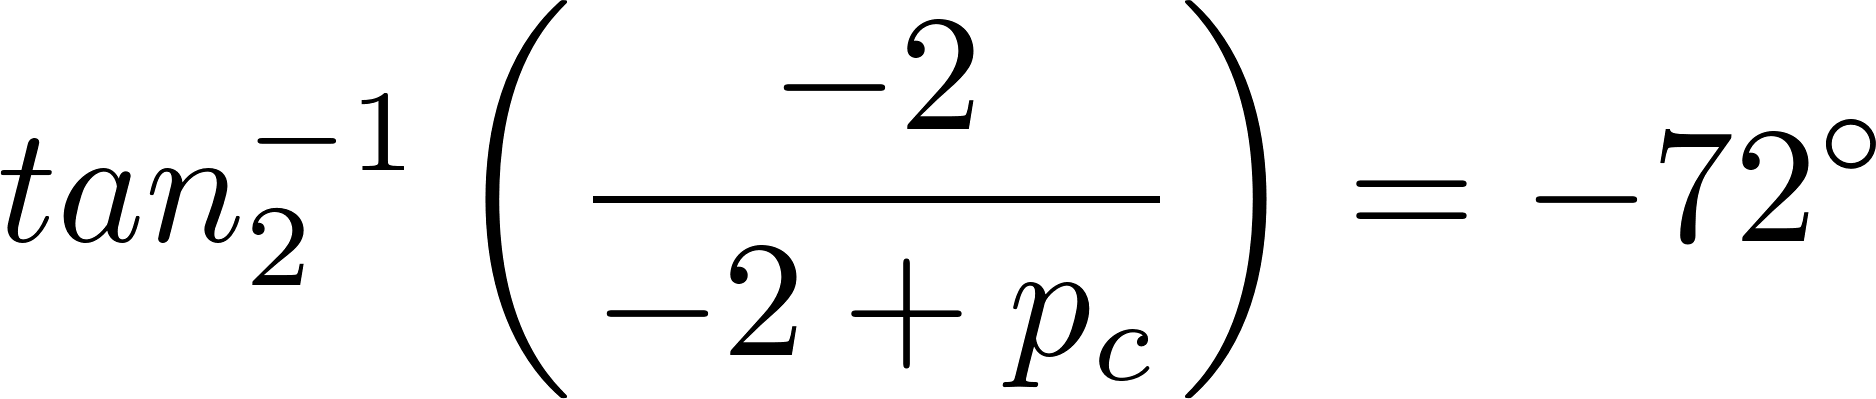 tan_2^{-1} \left( \frac{-2}{-2 + p_c} \right) = -72^\circ